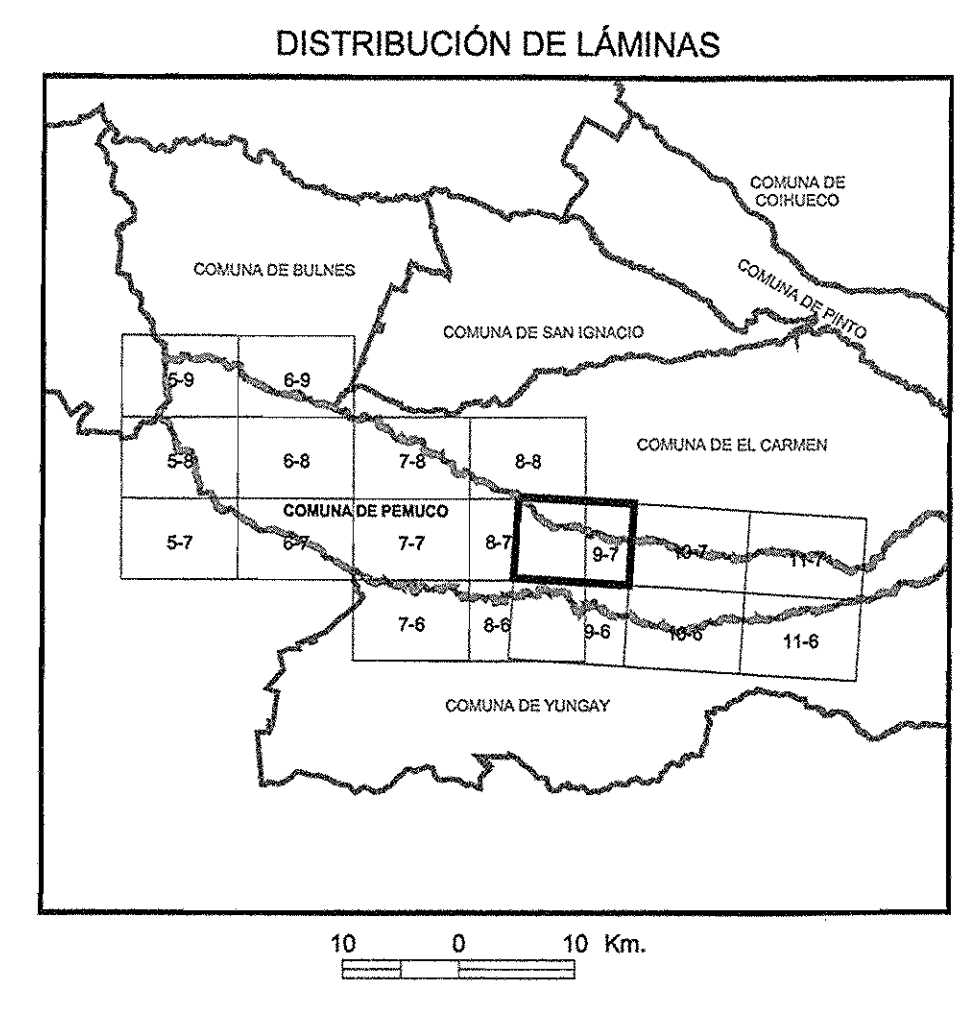 DISTRIBUCIÓN DE LÁMINAS
COMUNA DE
COIHUECO
COMUNA DE BULNES
COMUNA DE PINTO
COMUNA DE SAN IGNACIO
5-9
6-9
COMUNA DE EL CARMEN
5-8
6-8
7-8
8-8
COMUNA DE PEMUCO
5-7
6-7
7-7
8-7
9-7
10-7
11-7
7-6
8-6
9-6
10-6
11-6
COMUNA DE YUNGAY
10 0 10 Km.